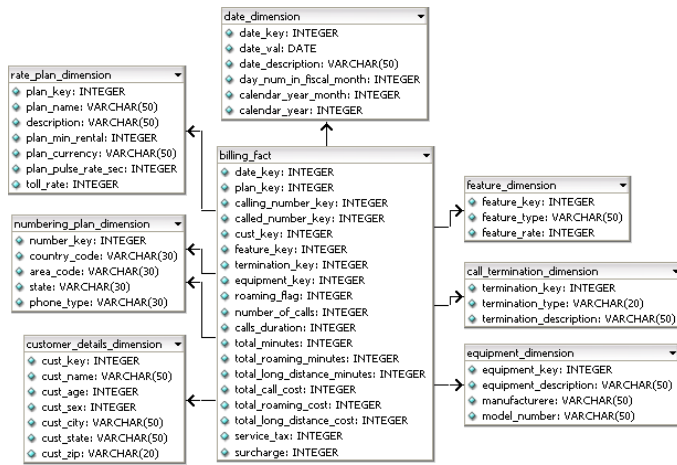 date_dimension
date_key: INTEGER
date_val: DATE
date_description: VARCHAR(50)
day_num_in_fiscal_month: INTEGER
calendar_year_month: INTEGER
calendar_year: INTEGER
rate_plan_dimension
plan_key: INTEGER
plan_name: VARCHAR(50)
description: VARCHAR(50)
plan_min_rental: INTEGER
plan_currency: VARCHAR(50)
plan_pulse_rate_sec: INTEGER
toll_rate: INTEGER
numbering_plan_dimension
number_key: INTEGER
country_code: VARCHAR(30)
area_code: VARCHAR(30)
state: VARCHAR(30)
phone_type: VARCHAR(30)
customer_details_dimension
cust_key: INTEGER
cust_name: VARCHAR(50)
cust_age: INTEGER
cust_sex: INTEGER
cust_city: VARCHAR(50)
cust_state: VARCHAR(50)
cust_zip: VARCHAR(20)
billing_fact
date_key: INTEGER
plan_key: INTEGER
calling_number_key: INTEGER
called_number_key: INTEGER
cust_key: INTEGER
feature_key: INTEGER
termination_key: INTEGER
equipment_key: INTEGER
roaming_flag: INTEGER
number_of_calls: INTEGER
calls_duration: INTEGER
total_minutes: INTEGER
total_roaming_minutes: INTEGER
total_long_distance_minutes: INTEGER
total_call_cost: INTEGER
total_roaming_cost: INTEGER
total_long_distance_cost: INTEGER
service_tax: INTEGER
surcharge: INTEGER
feature_dimension
feature_key: INTEGER
feature_type: VARCHAR(50)
feature_rate: INTEGER
call_termination_dimension
termination_key: INTEGER
termination_type: VARCHAR(20)
termination_description: VARCHAR(50)
equipment_dimension
equipment_key: INTEGER
equipment_description: VARCHAR(50)
manufacturere: VARCHAR(50)
model_number: VARCHAR(50)